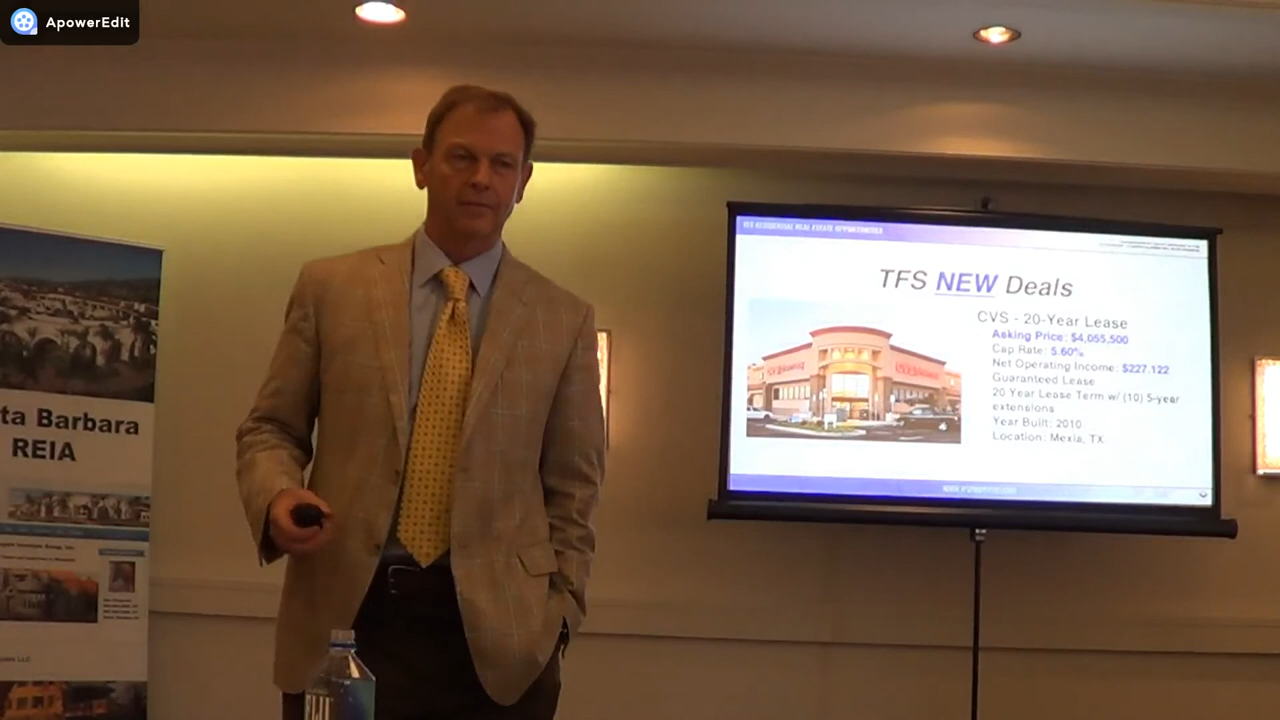 ApowerEdit
ta Barbara
REIA
TFS NEW Deals
CVS - 20-Year Lease
Asking Price: $4,055,500
Cap Rate: 5.60%
Net Operating Income: $227,122
Guaranteed Lease
20 Year Lease Term w/ (10) 5-year
extensions
Year Built: 2010
Location: Mexia, TX
FIJI